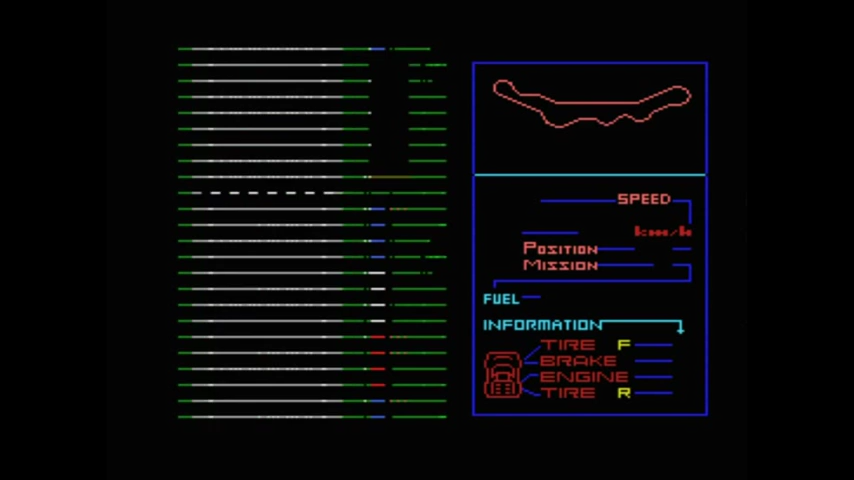 SPEED
km/h
POSITION
MISSION
FUEL
INFORMATION
TIRE F
BRAKE
ENGINE
TIRE R